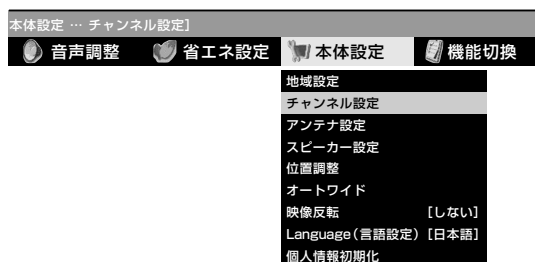 本体設定 … チャンネル設定]
音声調整 省エネ設定 本体設定 機能切換
地域設定
チャンネル設定
アンテナ設定
スピーカー設定
位置調整
オートワイド
映像反転 [しない]
Language(言語設定) [日本語]
個人情報初期化